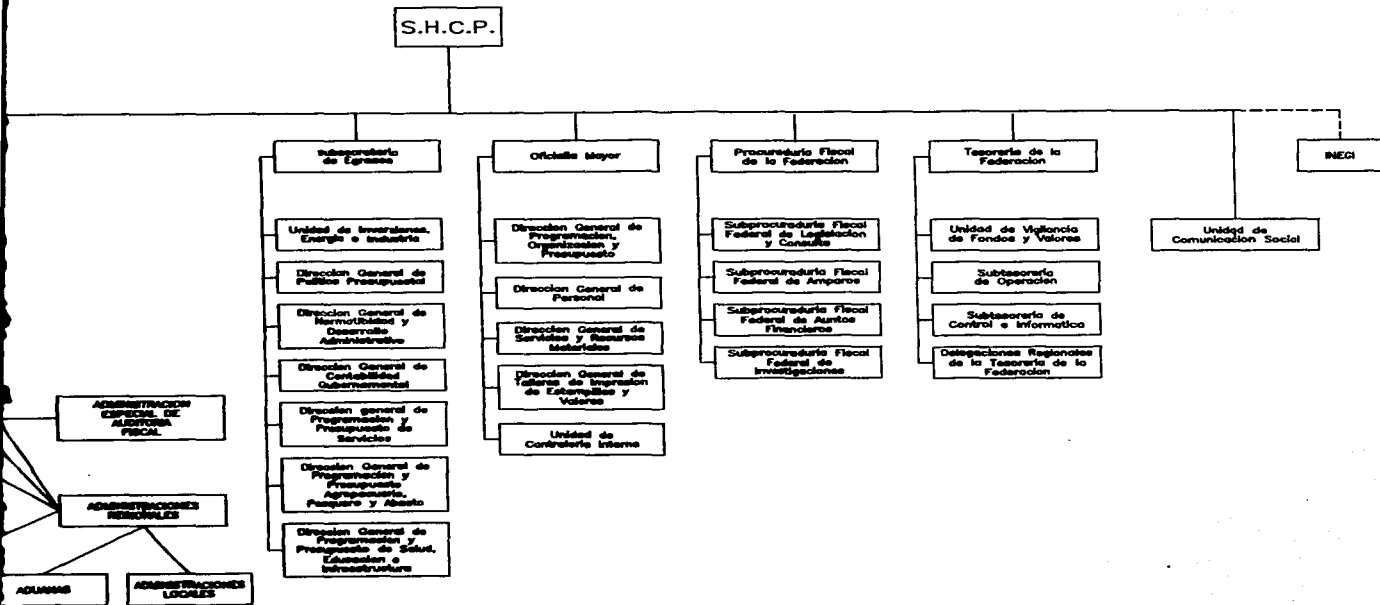 S.H.C.P.
Subsecretaria
de Egresos
Unidad de Inversiones,
Energia e Industria
Direccion General de
Politica Presupuestal
Direccion General de
Normatibidad y
Desarrollo
Administrativo
Direccion General de
Contabilidad
Gubernamental
Direccion general de
Programacion y
Presupuesto de
Servicios
Direccion General de
Programacion y
Presupuesto
Agropecuario,
Pesquero y Abasto
Direccion General de
Programacion y
Presupuesto de Salud,
Educacion e
Infraestructura
Oficialia Mayor
Direccion General de
Programacion,
Organizacion y
Presupuesto
Direccion General de
Personal
Direccion General de
Servicios y Recursos
Materiales
Direccion General de
Talleres de Impresion
de Estampillas y
Valores
Unidad de
Contraloria Interna
Procuraduria Fiscal
de la Federacion
Subprocuraduria Fiscal
Federal de Legislacion
y Consulta
Subprocuraduria Fiscal
Federal de Amparos
Subprocuraduria Fiscal
Federal de Auntos
Financieros
Subprocuraduria Fiscal
Federal de
Investigaciones
Tesoreria de la
Federacion
Unidad de Vigilancia
de Fondos y Valores
Subtesorería
de Operacion
Subtesorería de
Control e Informatica
Delegaciones Regionales
de la Tesorería de la
Federacion
Unidad de
Comunicacion Social
INEGI
ADMINISTRACION
ESPECIAL DE
AUDITORIA
FISCAL
ADMINISTRACIONES
REGIONALES
ADUANAS
ADMINISTRACIONES
LOCALES